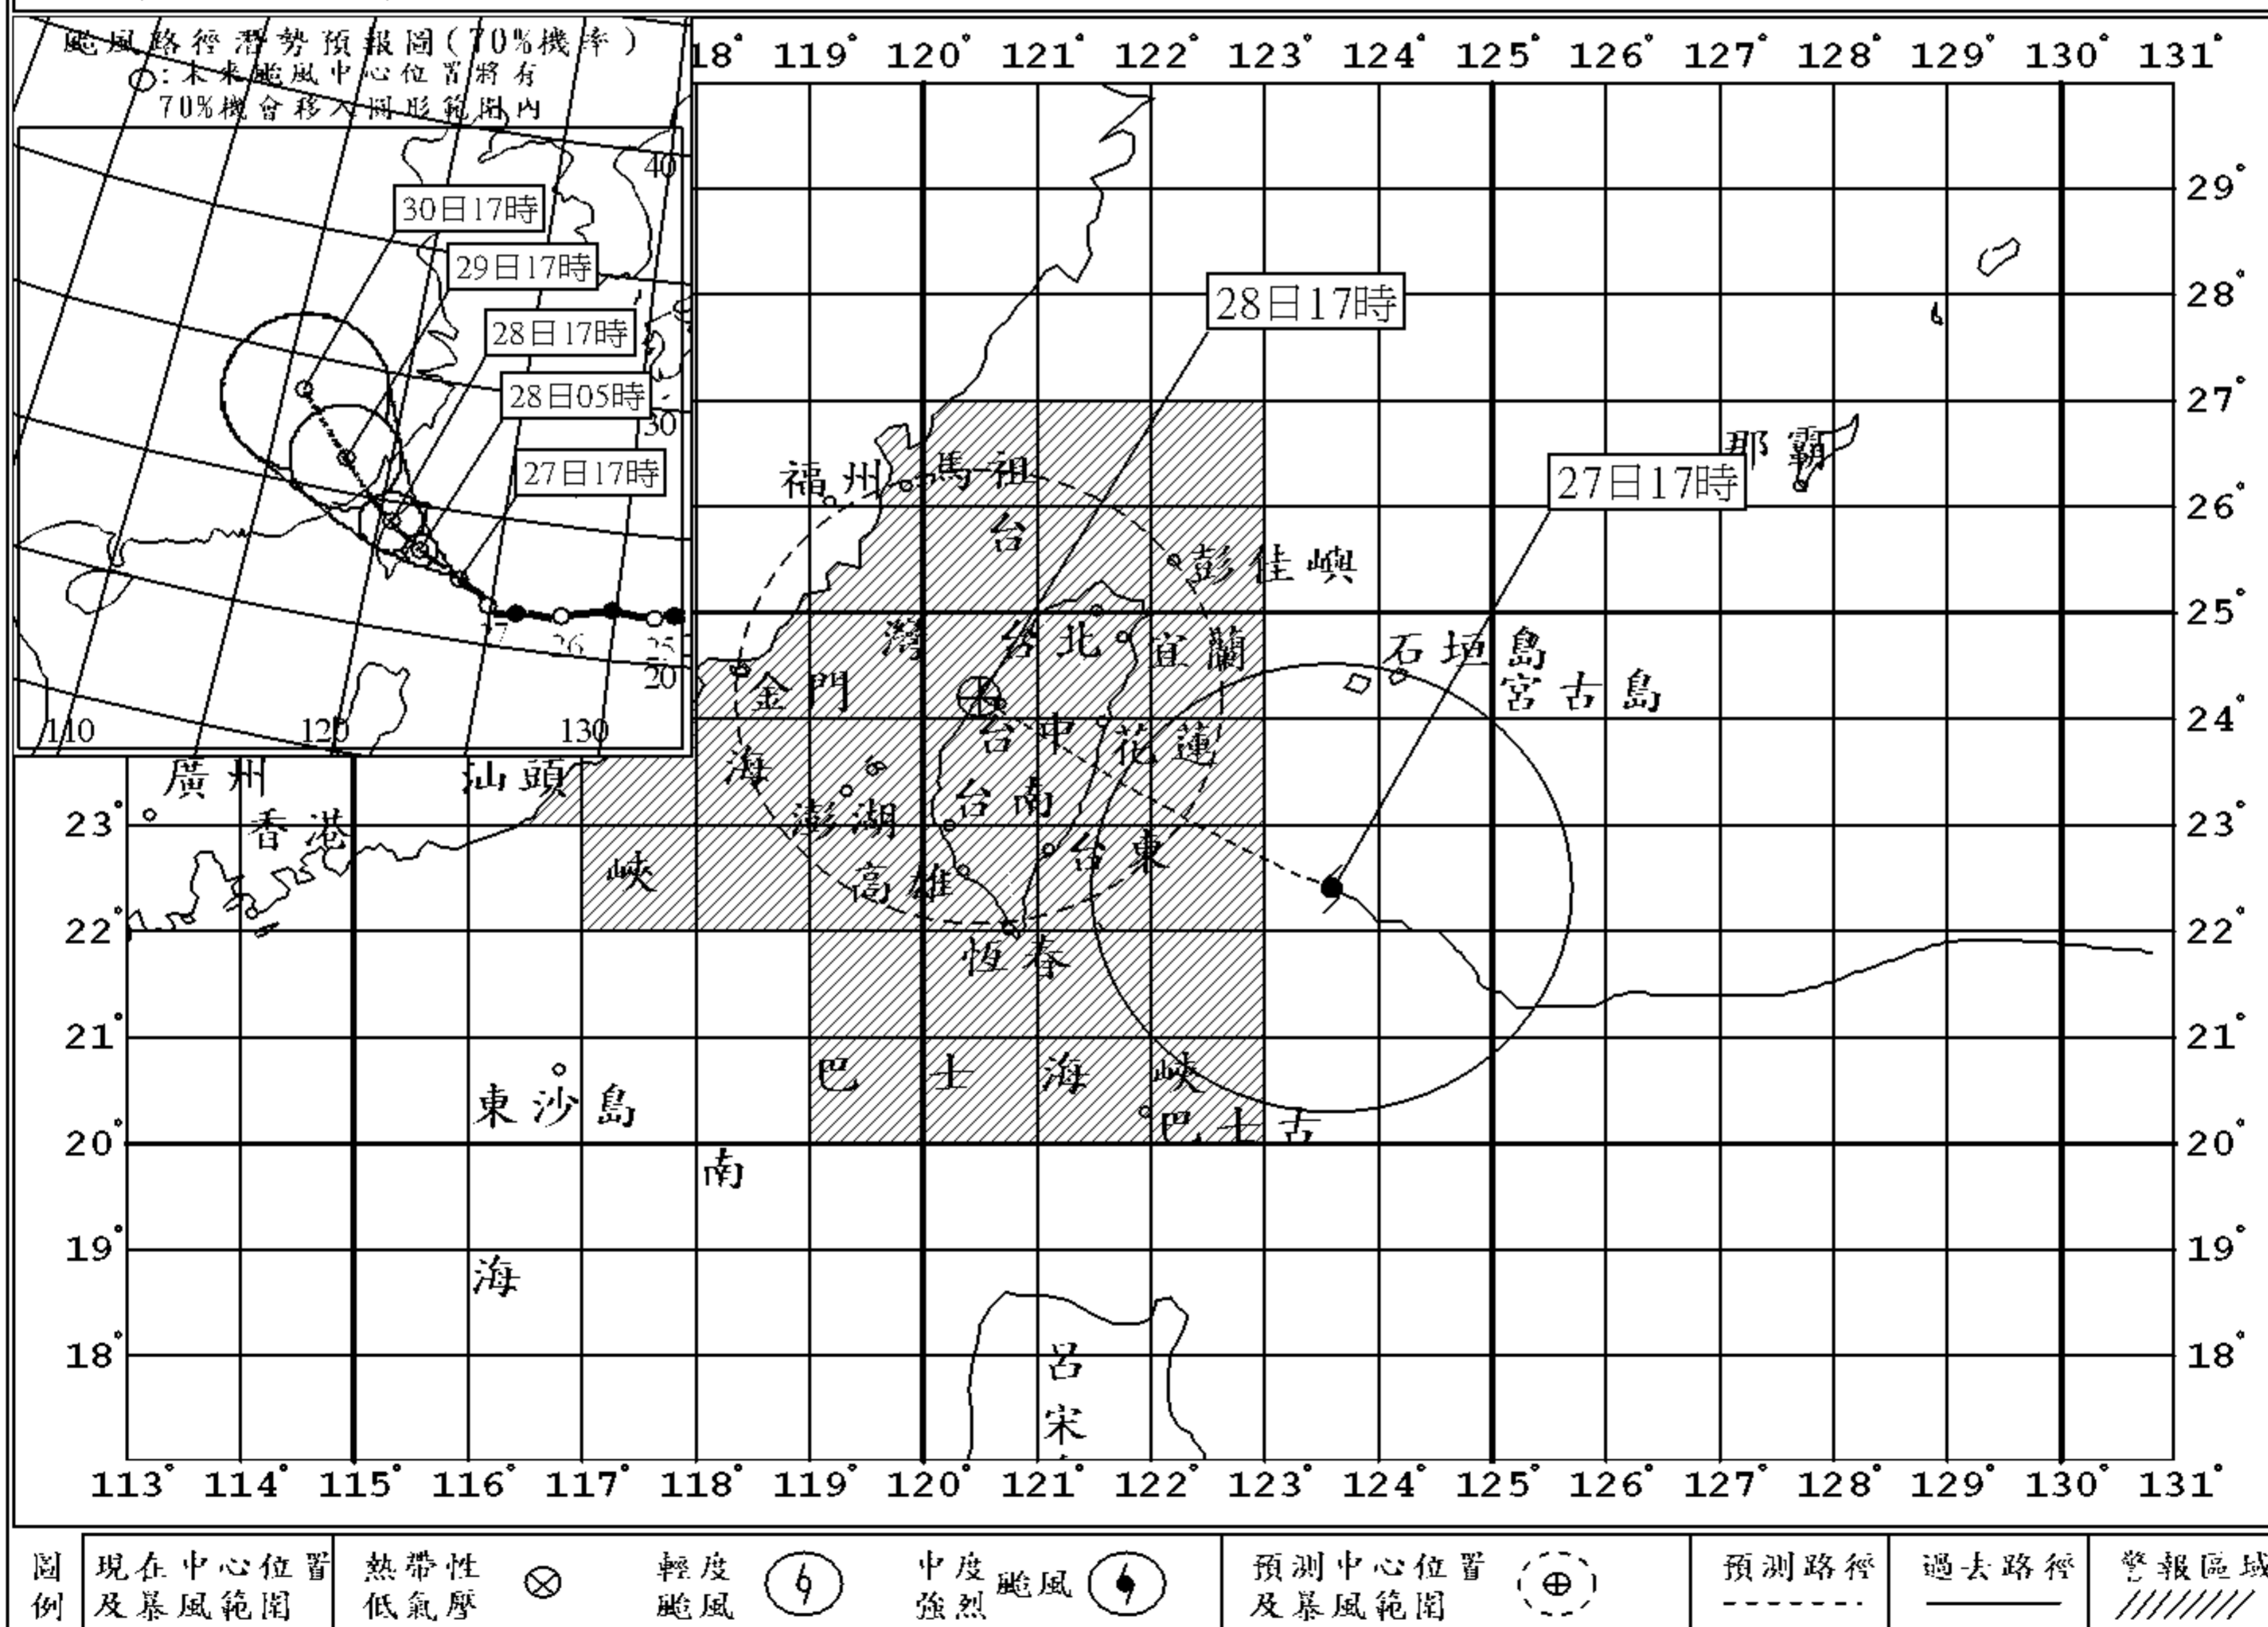 颱風路徑潛勢預報圖(70%機率)
○:未來颱風中心位置將有
70%機會移入圓形範圍內
30日17時
29日17時
28日17時
28日05時
27日17時
40
30
20
27
26
25
110
120
130
18° 119° 120° 121° 122° 123° 124° 125° 126° 127° 128° 129° 130° 131°
29°
28°
27°
26°
25°
24°
23°
22°
21°
20°
19°
18°
28日17時
27日17時
那霸
福州
馬祖
台
彭佳嶼
灣
台北
宜蘭
石垣島
宮古島
金門
台中
花蓮
海
廣州
汕頭
香港
澎湖
台南
台東
峽
高雄
恆春
巴士海峽
巴士古
東沙島
南
海
呂
宋
23°
22°
21°
20°
19°
18°
113° 114° 115° 116° 117° 118° 119° 120° 121° 122° 123° 124° 125° 126° 127° 128° 129° 130° 131°
圖例
現在中心位置
及暴風範圍
熱帶性
低氣壓
輕度
颱風
中度
強烈
颱風
預測中心位置
及暴風範圍
預測路徑
過去路徑
警報區域